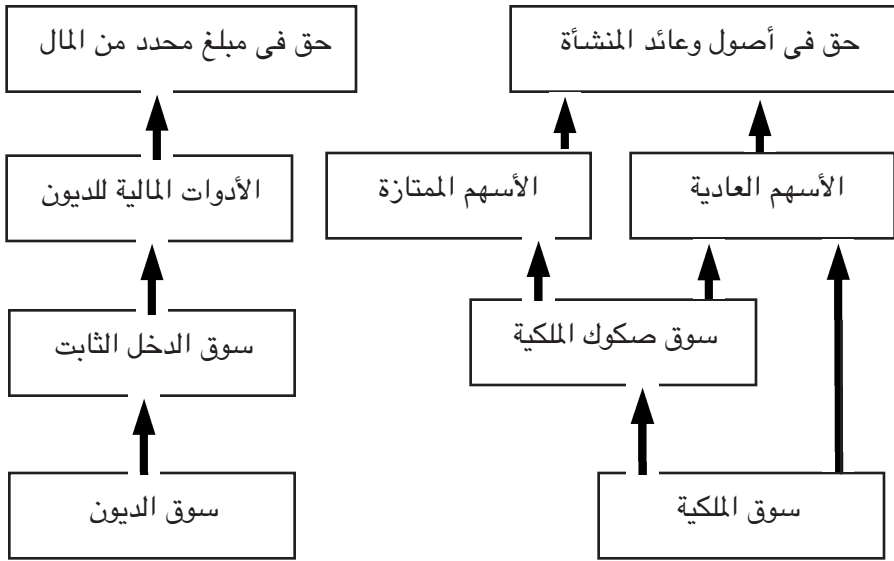 حق فى أصول وعائد المنشأة
حق فى مبلغ محدد من المال
الأسهم العادية
الأسهم الممتازة
الأدوات المالية للديون
سوق صكوك الملكية
سوق الدخل الثابت
سوق الملكية
سوق الديون